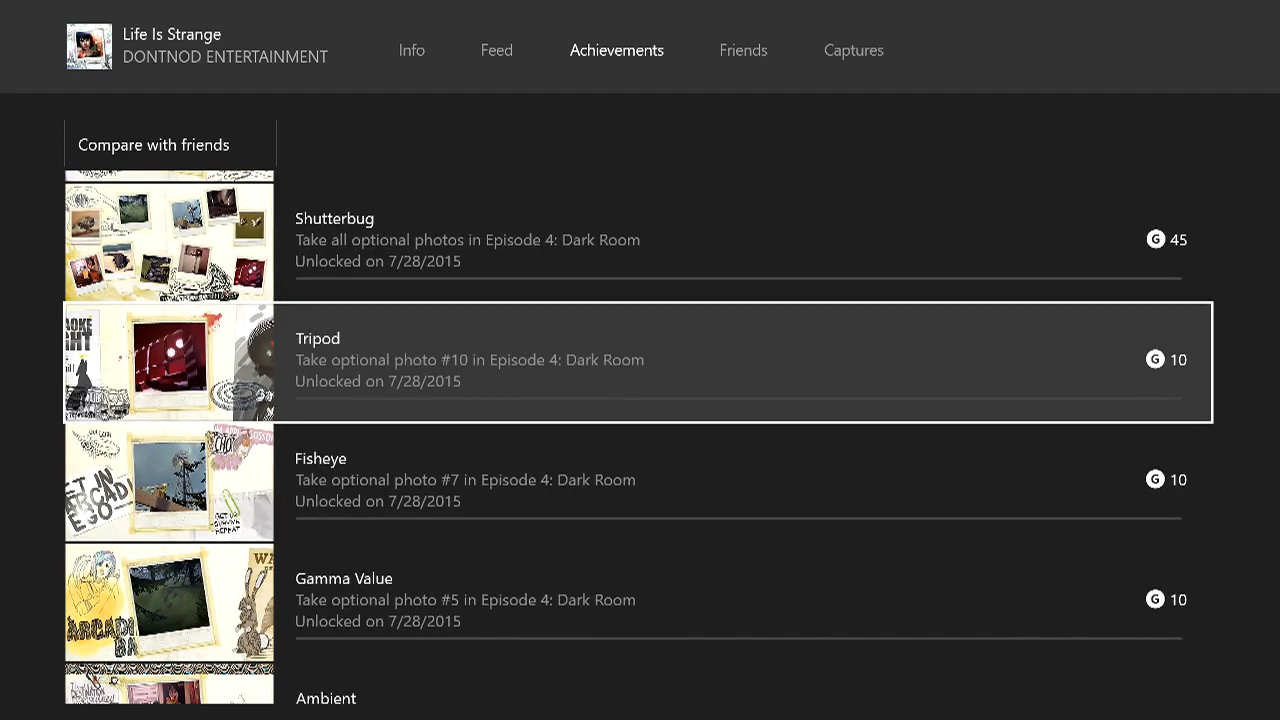 Life Is Strange
DONTNOD ENTERTAINMENT
Info
Feed
Achievements
Friends
Captures
Compare with friends
Shutterbug
Take all optional photos in Episode 4: Dark Room
Unlocked on 7/28/2015
G 45
Tripod
Take optional photo #10 in Episode 4: Dark Room
Unlocked on 7/28/2015
G 10
Fisheye
Take optional photo #7 in Episode 4: Dark Room
Unlocked on 7/28/2015
G 10
GET UP
SURVIVE
REPEAT
Gamma Value
Take optional photo #5 in Episode 4: Dark Room
Unlocked on 7/28/2015
G 10
Ambient